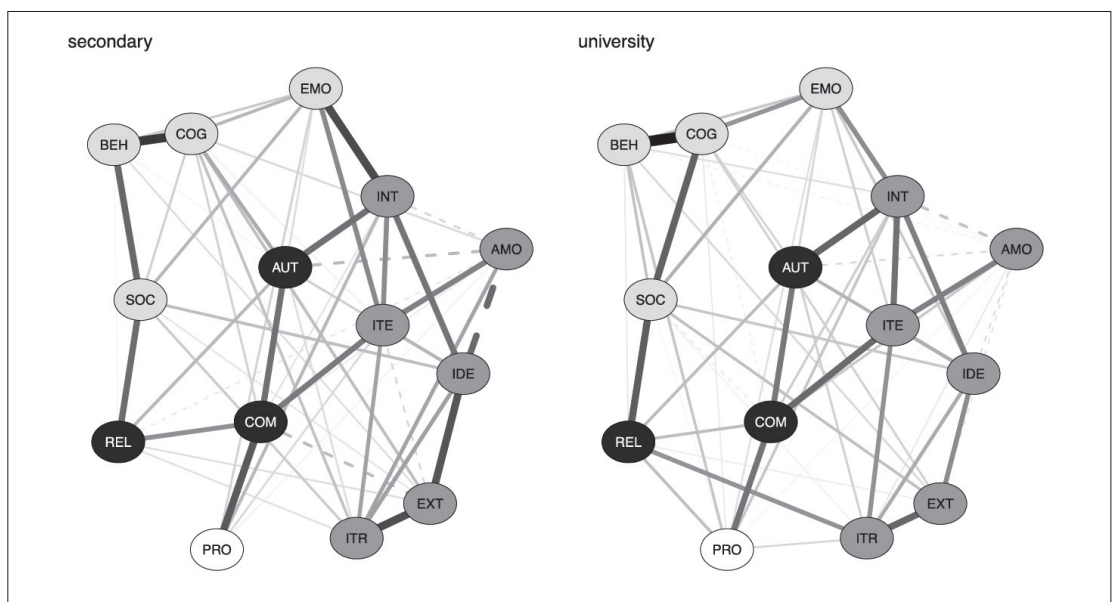 secondary
EMO
COG
BEH
INT
AMO
AUT
SOC
ITE
IDE
COM
REL
EXT
ITR
PRO
university
EMO
COG
BEH
INT
AMO
AUT
SOC
ITE
IDE
COM
REL
EXT
ITR
PRO